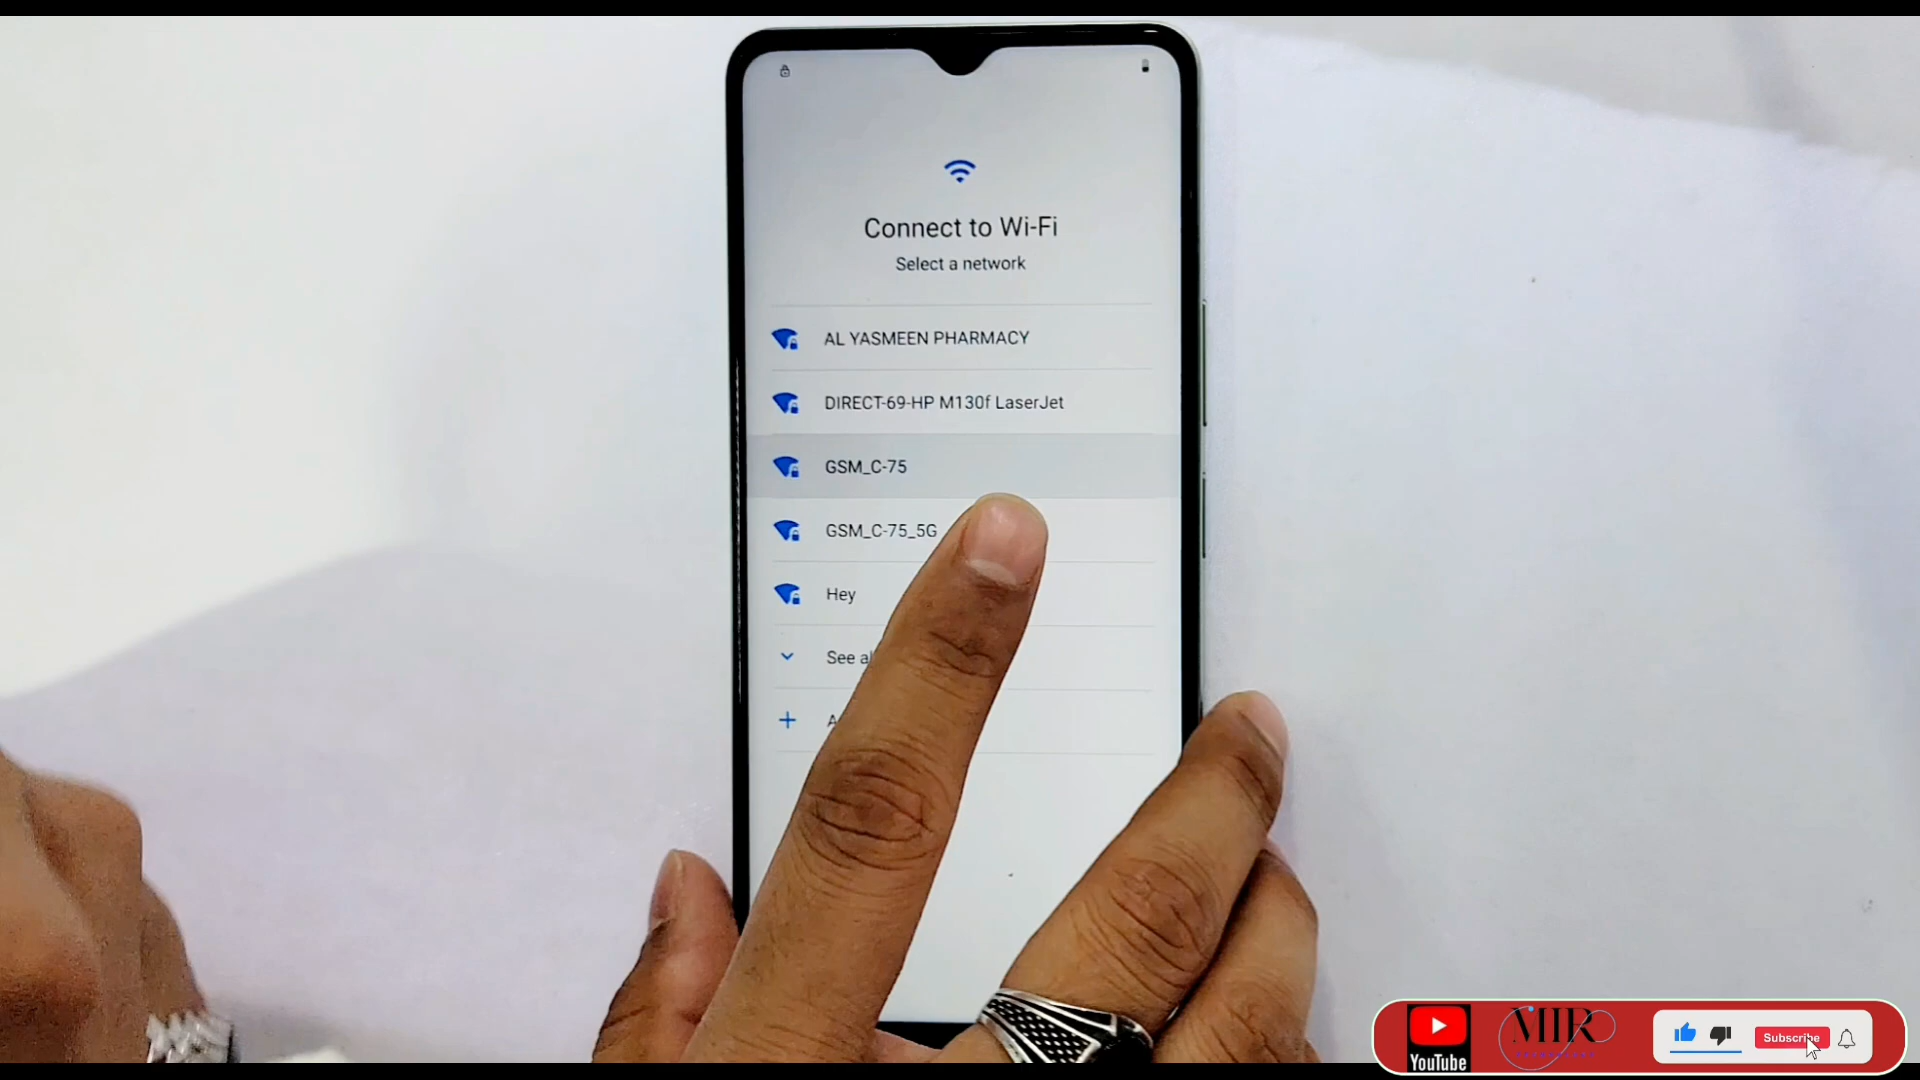 Connect to Wi-Fi
Select a network
AL YASMEEN PHARMACY
DIRECT-69-HP M130f LaserJet
GSM_C-75
GSM_C-75_5G
Hey
See
YouTube
MIR
Subscribe